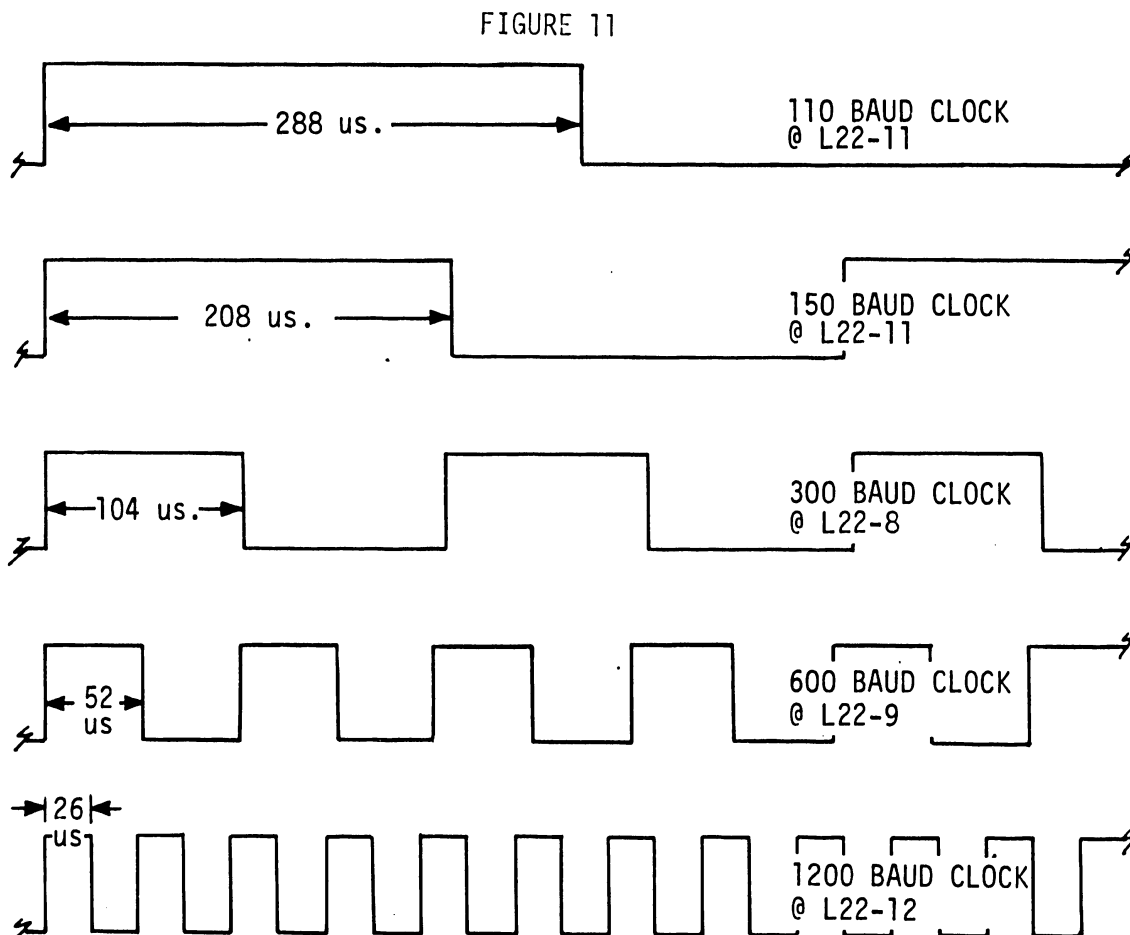 FIGURE 11
288 us.
110 BAUD CLOCK
@ L22-11
208 us.
150 BAUD CLOCK
@ L22-11
104 us.
300 BAUD CLOCK
@ L22-8
52
us
600 BAUD CLOCK
@ L22-9
26
us
1200 BAUD CLOCK
@ L22-12